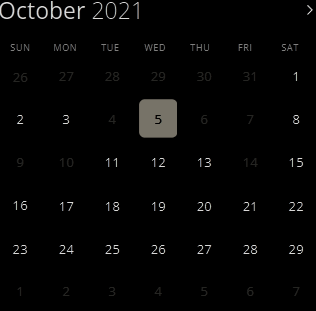 October 2021
SUN MON TUE WED THU FRI SAT
26 27 28 29 30 31 1
2 3 4 5 6 7 8
9 10 11 12 13 14 15
16 17 18 19 20 21 22
23 24 25 26 27 28 29
1 2 3 4 5 6 7